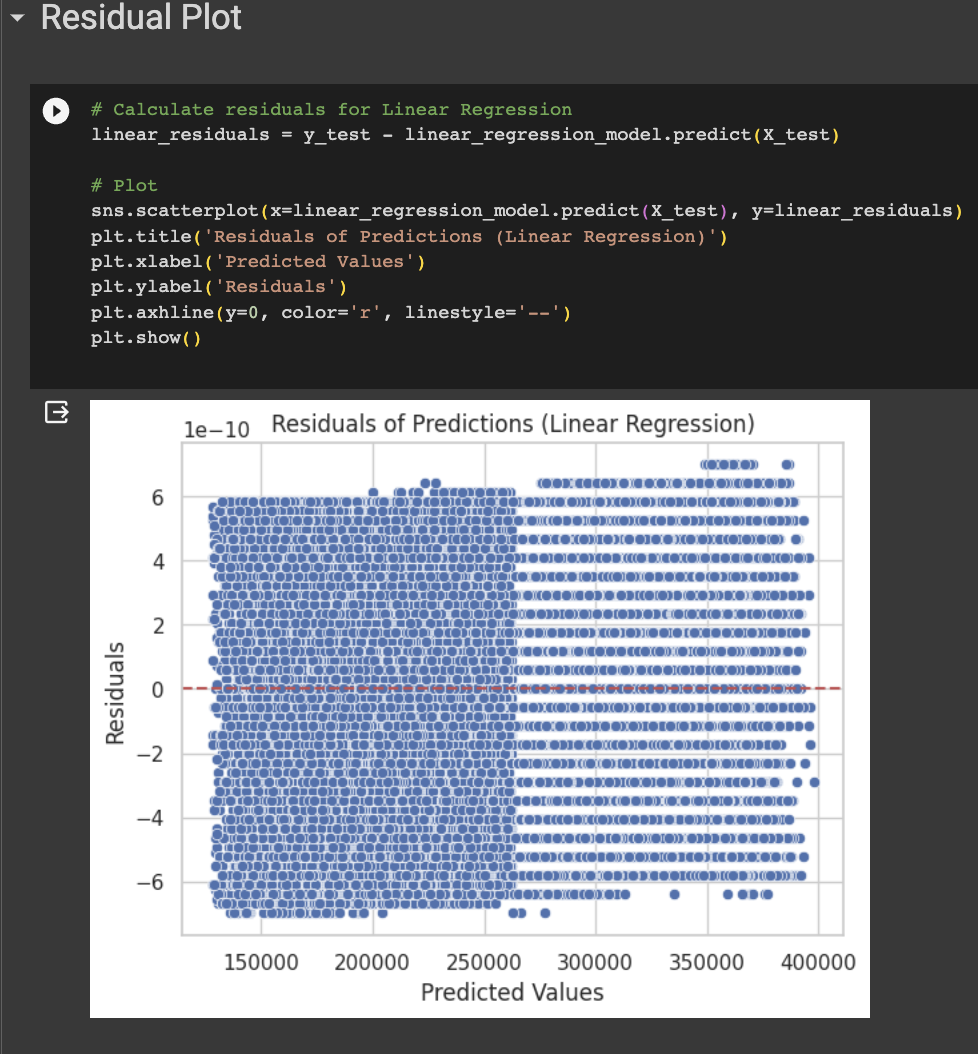 Residual Plot
# Calculate residuals for Linear Regression
linear_residuals = y_test - linear_regression_model.predict(X_test)
# Plot
sns.scatterplot(x=linear_regression_model.predict(X_test), y=linear_residuals)
plt.title('Residuals of Predictions (Linear Regression)')
plt.xlabel('Predicted Values')
plt.ylabel('Residuals')
plt.axhline(y=0, color='r', linestyle='--')
plt.show()
1e−10
Residuals of Predictions (Linear Regression)
6
4
2
0
−2
−4
−6
Residuals
150000 200000 250000 300000 350000 400000
Predicted Values